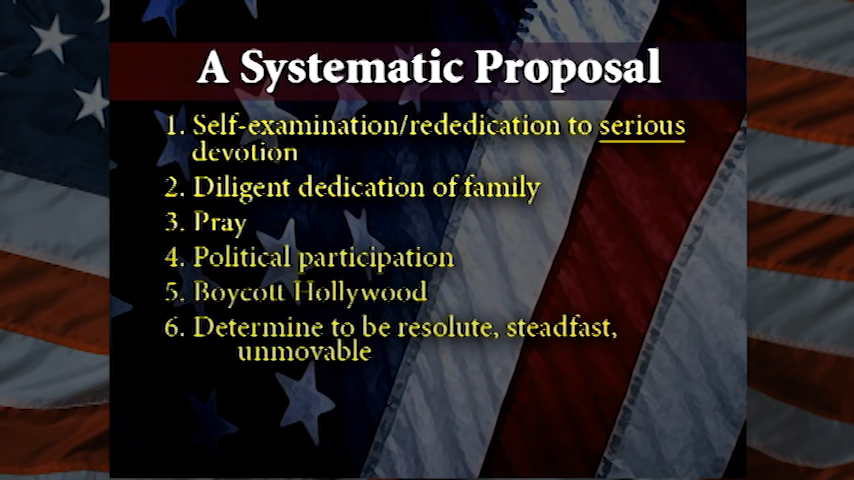 A Systematic Proposal
1. Self-examination/rededication to serious
devotion
2. Diligent dedication of family
3. Pray
4. Political participation
5. Boycott Hollywood
6. Determine to be resolute, steadfast,
unmovable